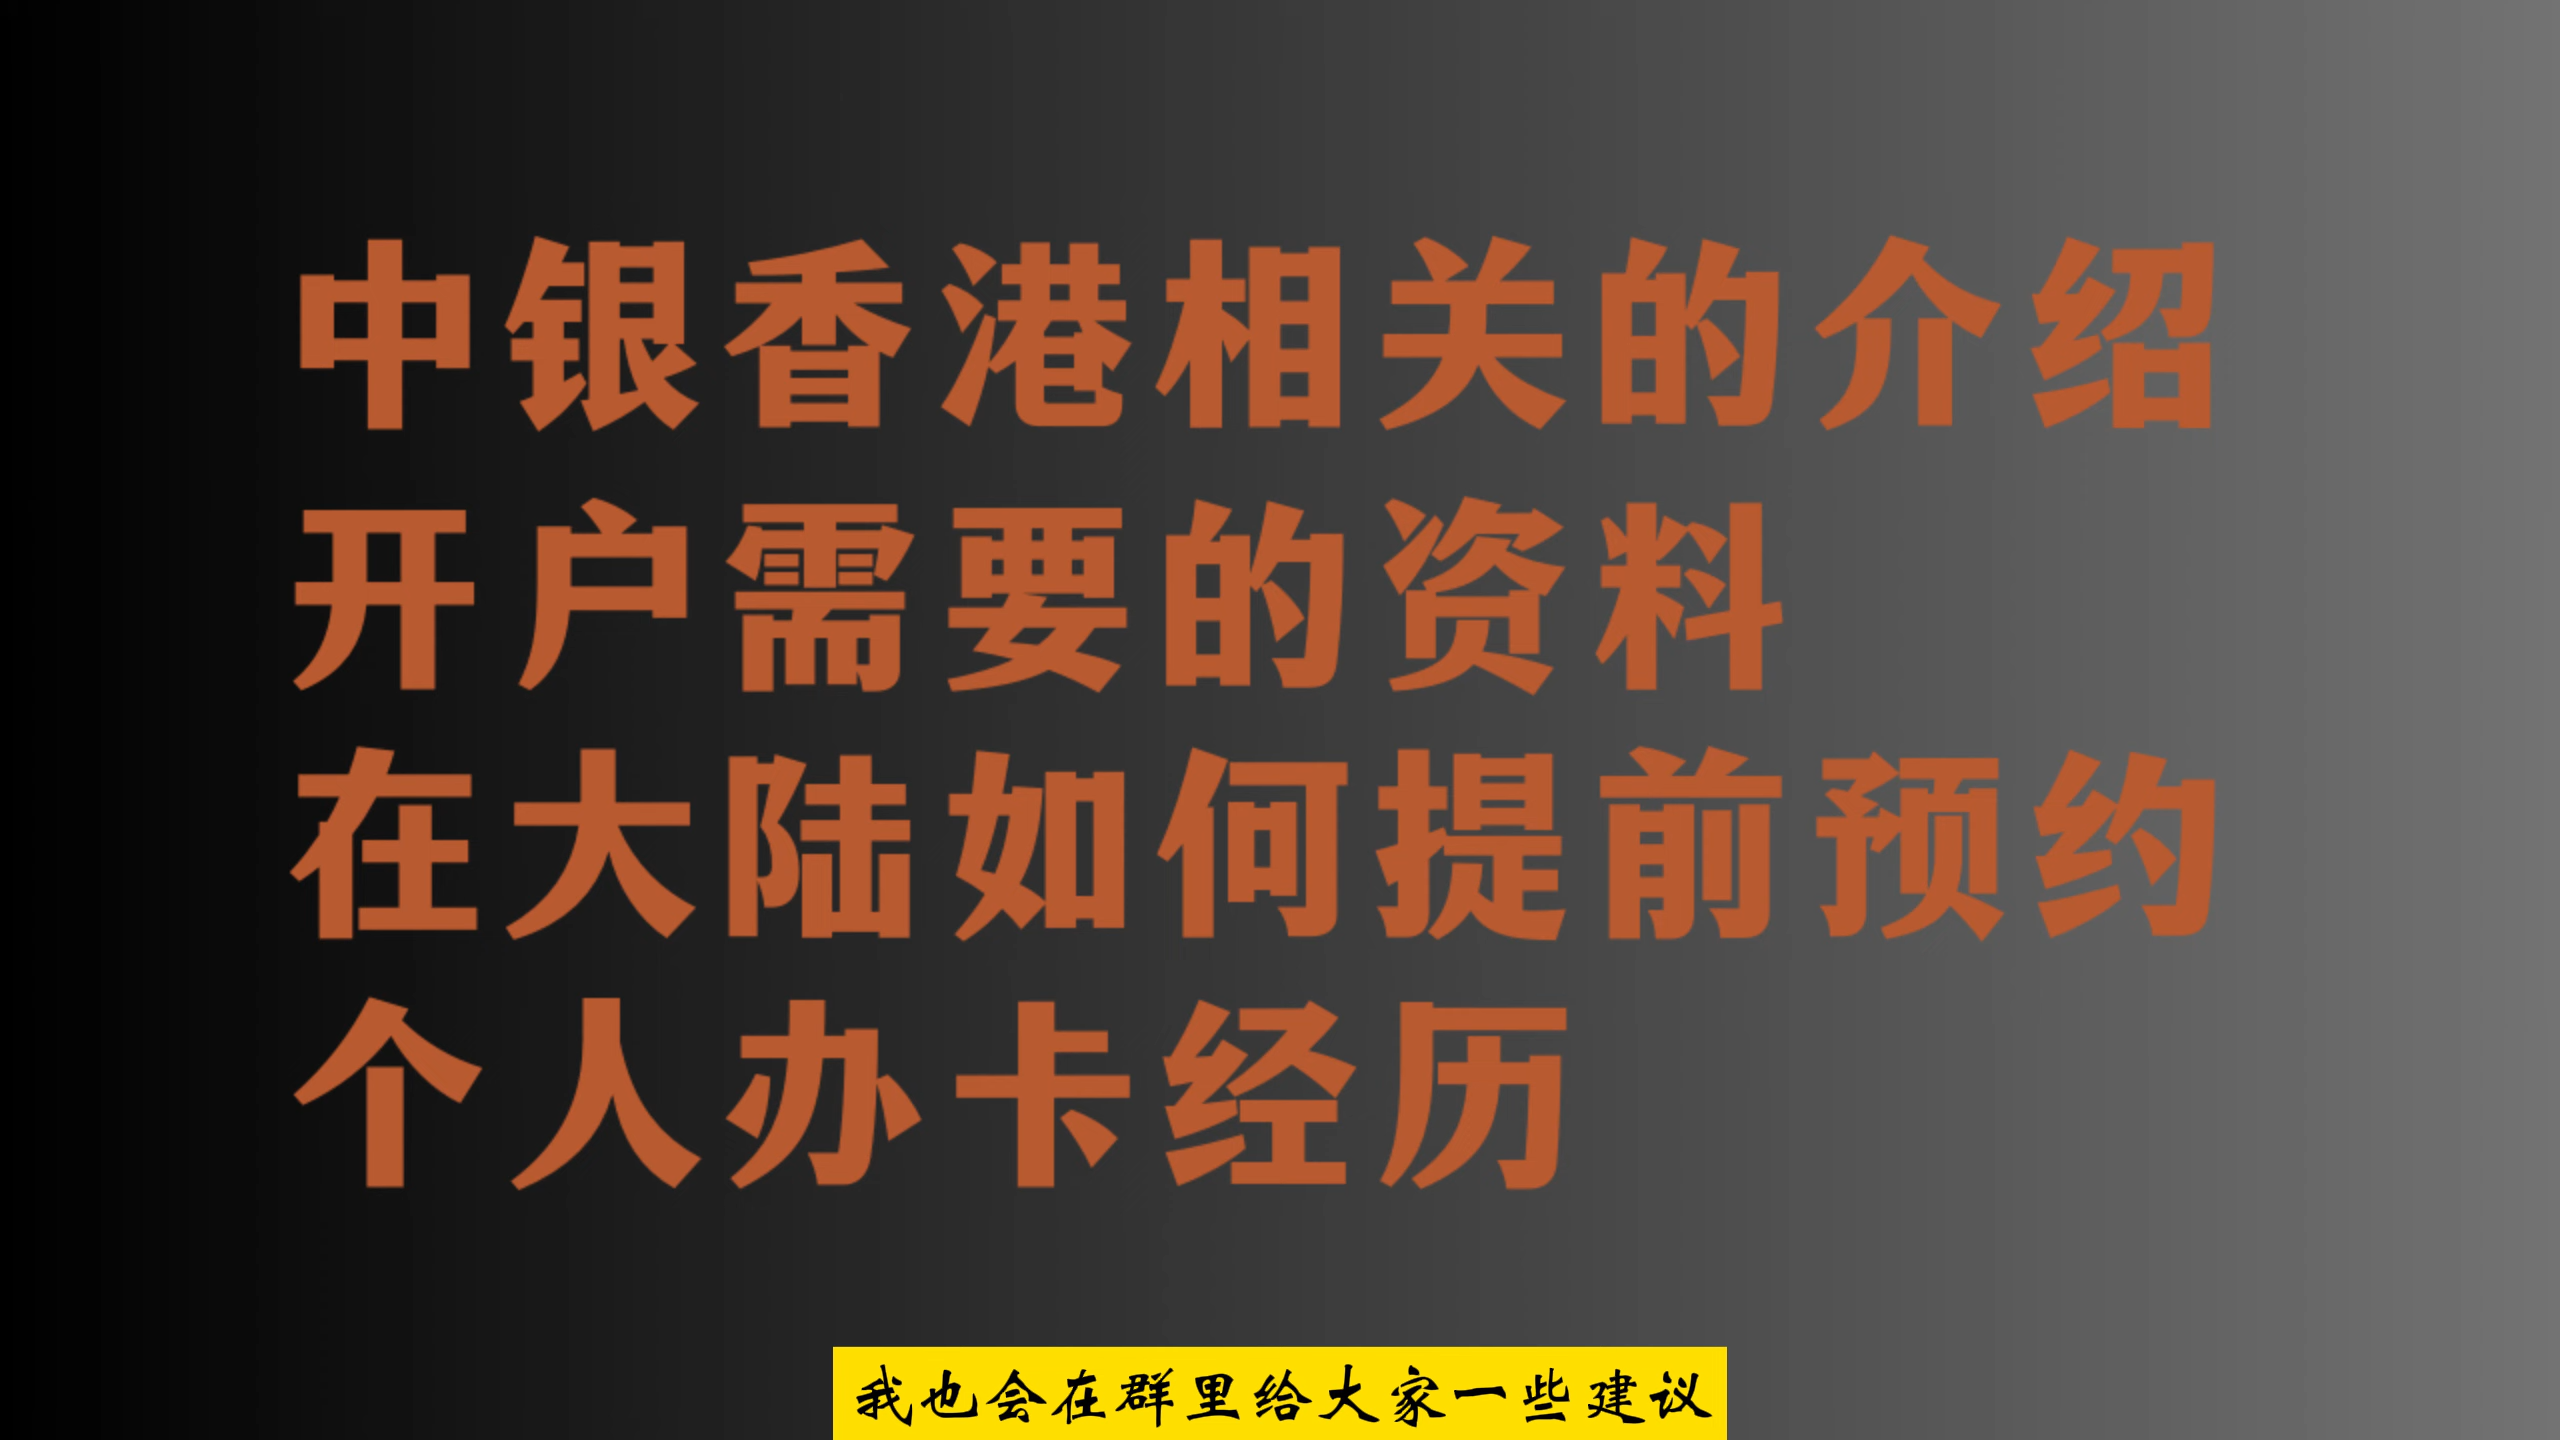 中银香港相关的介绍
开户需要的资料
在大陆如何提前预约
个人办卡经历
我也会在群里给大家一些建议